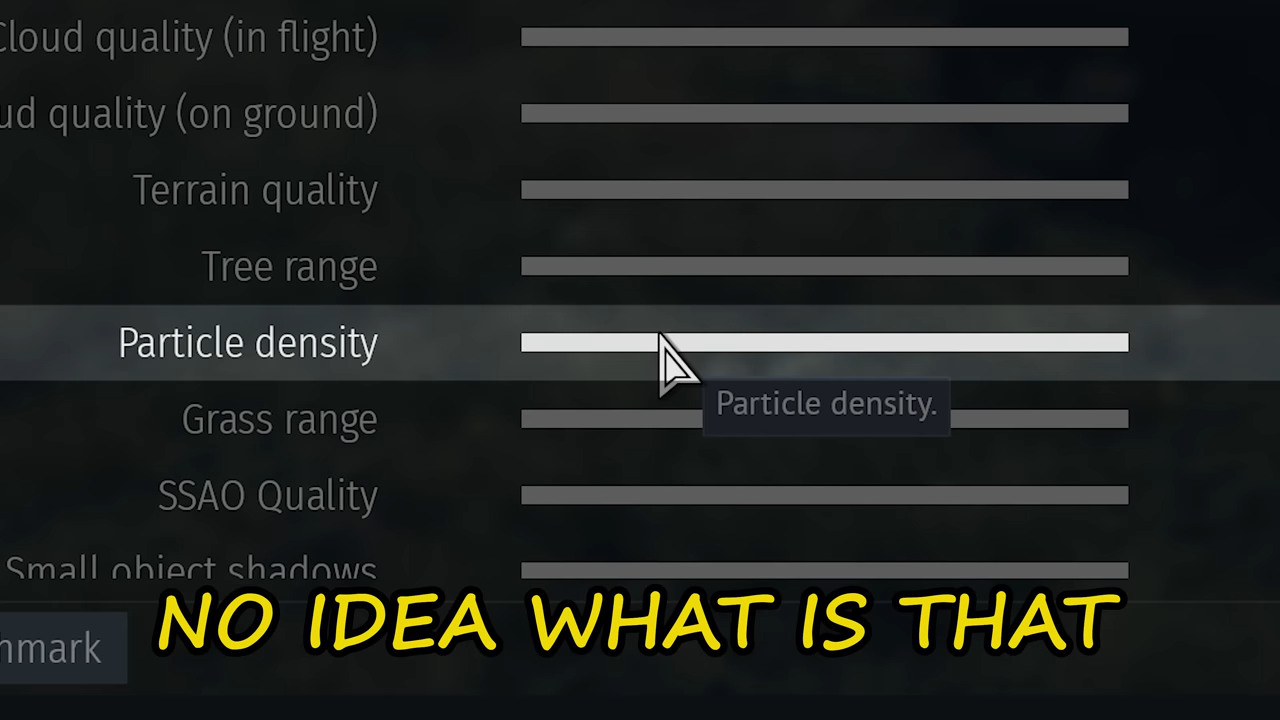 Cloud quality (in flight)
ud quality (on ground)
Terrain quality
Tree range
Particle density
Particle density.
Grass range
SSAO Quality
Small object shadows
NO IDEA WHAT IS THAT
hmark